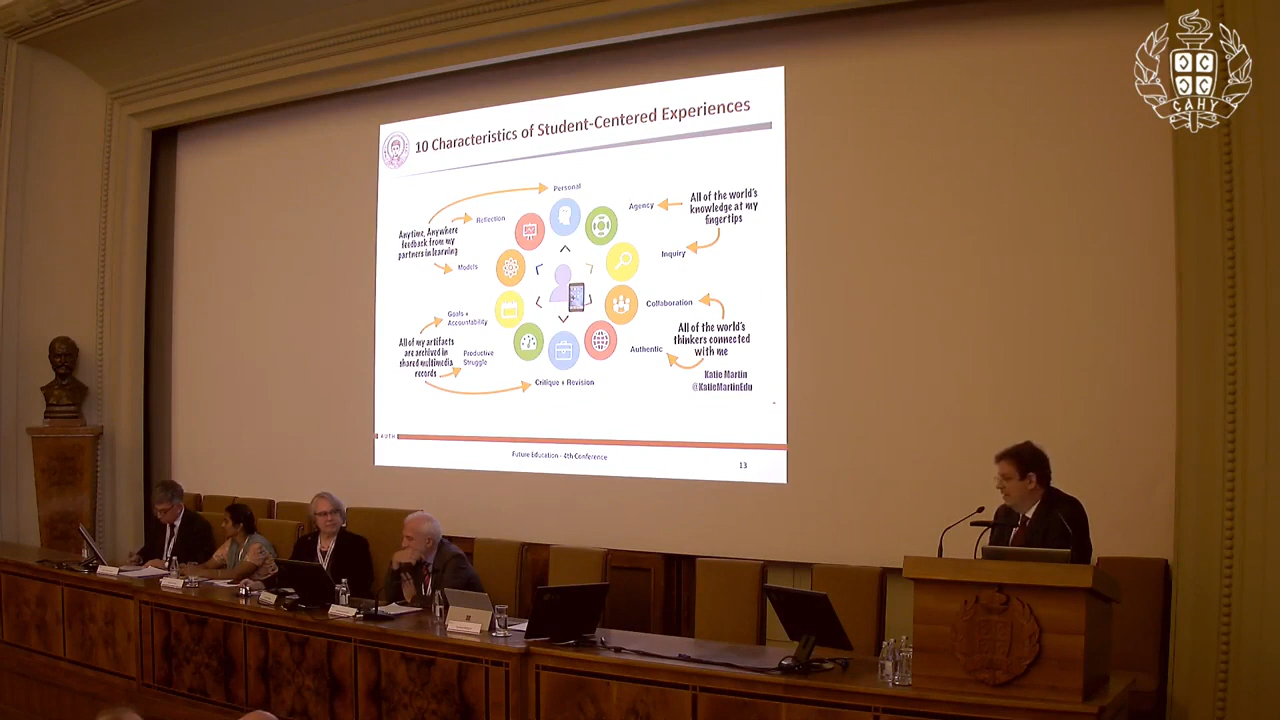 САНУ
10 Characteristics of Student-Centered Experiences
Personal
Agency
All of the world's
knowledge at my
fingertips
Reflection
Anytime, Anywhere
feedback from my
partners in learning
Inquiry
Models
Collaboration
Goals +
Accountability
All of the world's
thinkers connected
with me
All of my artifacts
are archived in
shared multimedia
records
Productive
Struggle
Authentic
Katie Martin
@KatieMartinEdu
Critique + Revision
AUTH
Future Education - 4th Conference
13